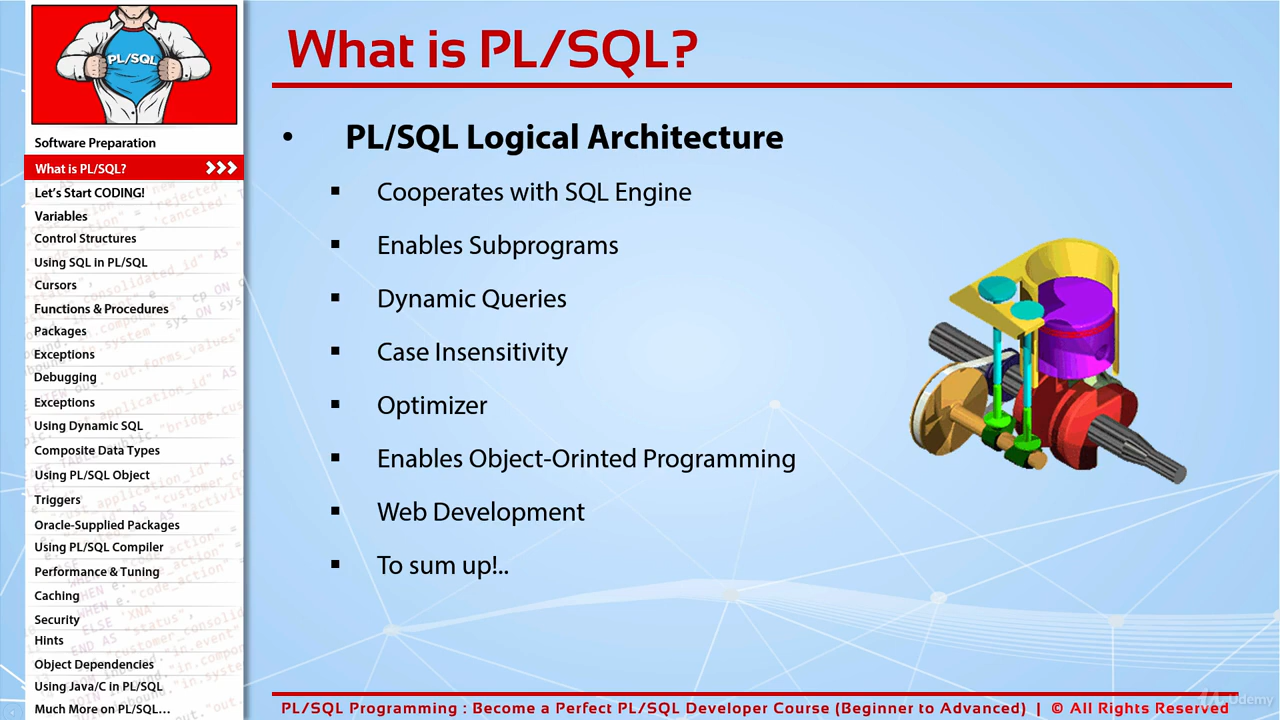 PL/SQL
Software Preparation
What is PL/SQL?
Let's Start CODING!
Variables
Control Structures
Using SQL in PL/SQL
Cursors
Functions & Procedures
Packages
Exceptions
Debugging
Exceptions
Using Dynamic SQL
Composite Data Types
Using PL/SQL Object
Triggers
Oracle-Supplied Packages
Using PL/SQL Compiler
Performance & Tuning
Caching
Security
Hints
Object Dependencies
Using Java/C in PL/SQL
Much More on PL/SQL...
What is PL/SQL?
• PL/SQL Logical Architecture
▪ Cooperates with SQL Engine
▪ Enables Subprograms
▪ Dynamic Queries
▪ Case Insensitivity
▪ Optimizer
▪ Enables Object-Orinted Programming
▪ Web Development
▪ To sum up!..
PL/SQL Programming : Become a Perfect PL/SQL Developer Course (Beginner to Advanced) | © All Rights Reserved
Udemy